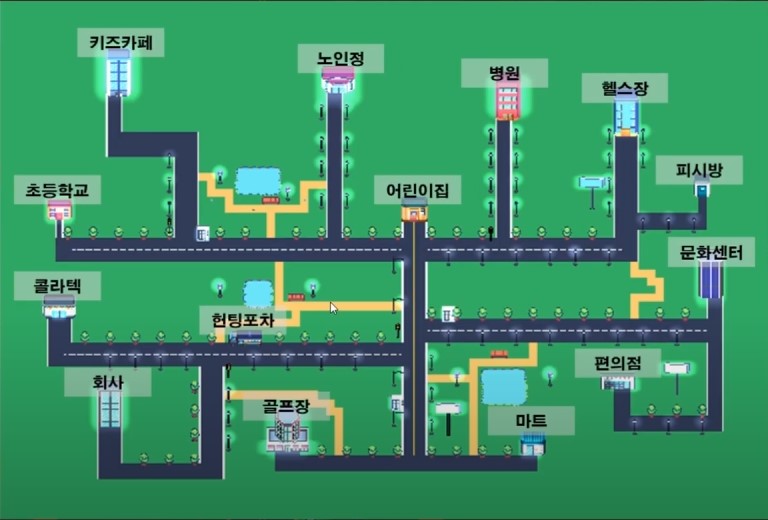 키즈카페
노인정
병원
헬스장
피시방
초등학교
어린이집
문화센터
콜라텍
헌팅포차
편의점
회사
골프장
마트